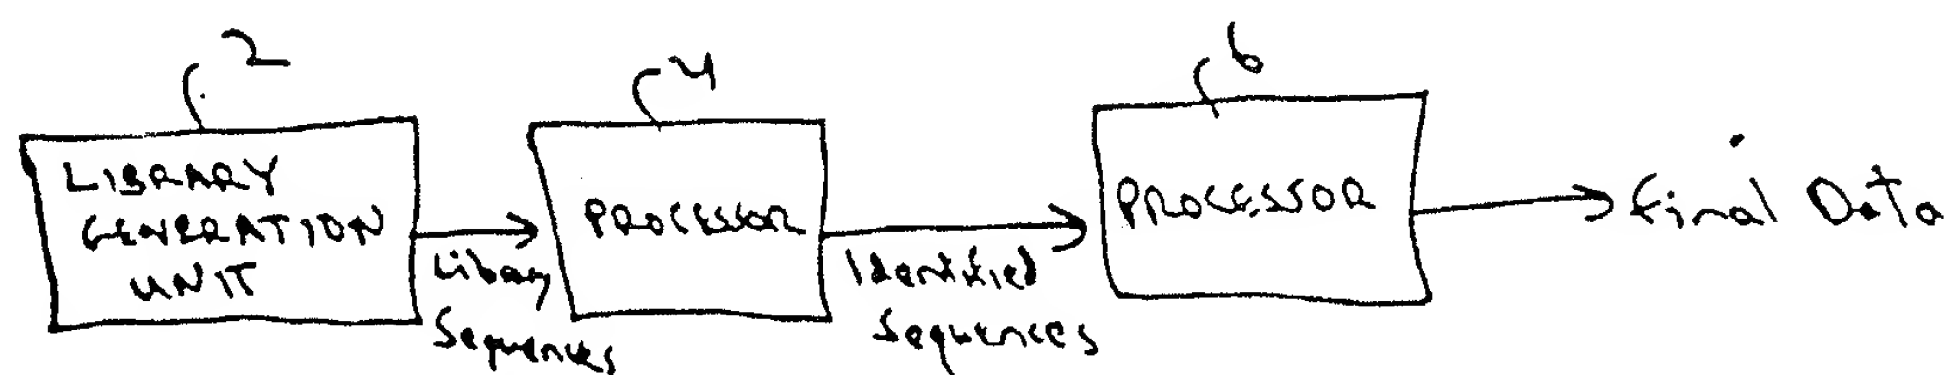 2
4
6
LIBRARY
GENERATION
UNIT
Library
Sequences
PROCESSOR
Identified
Sequences
PROCESSOR
final Data